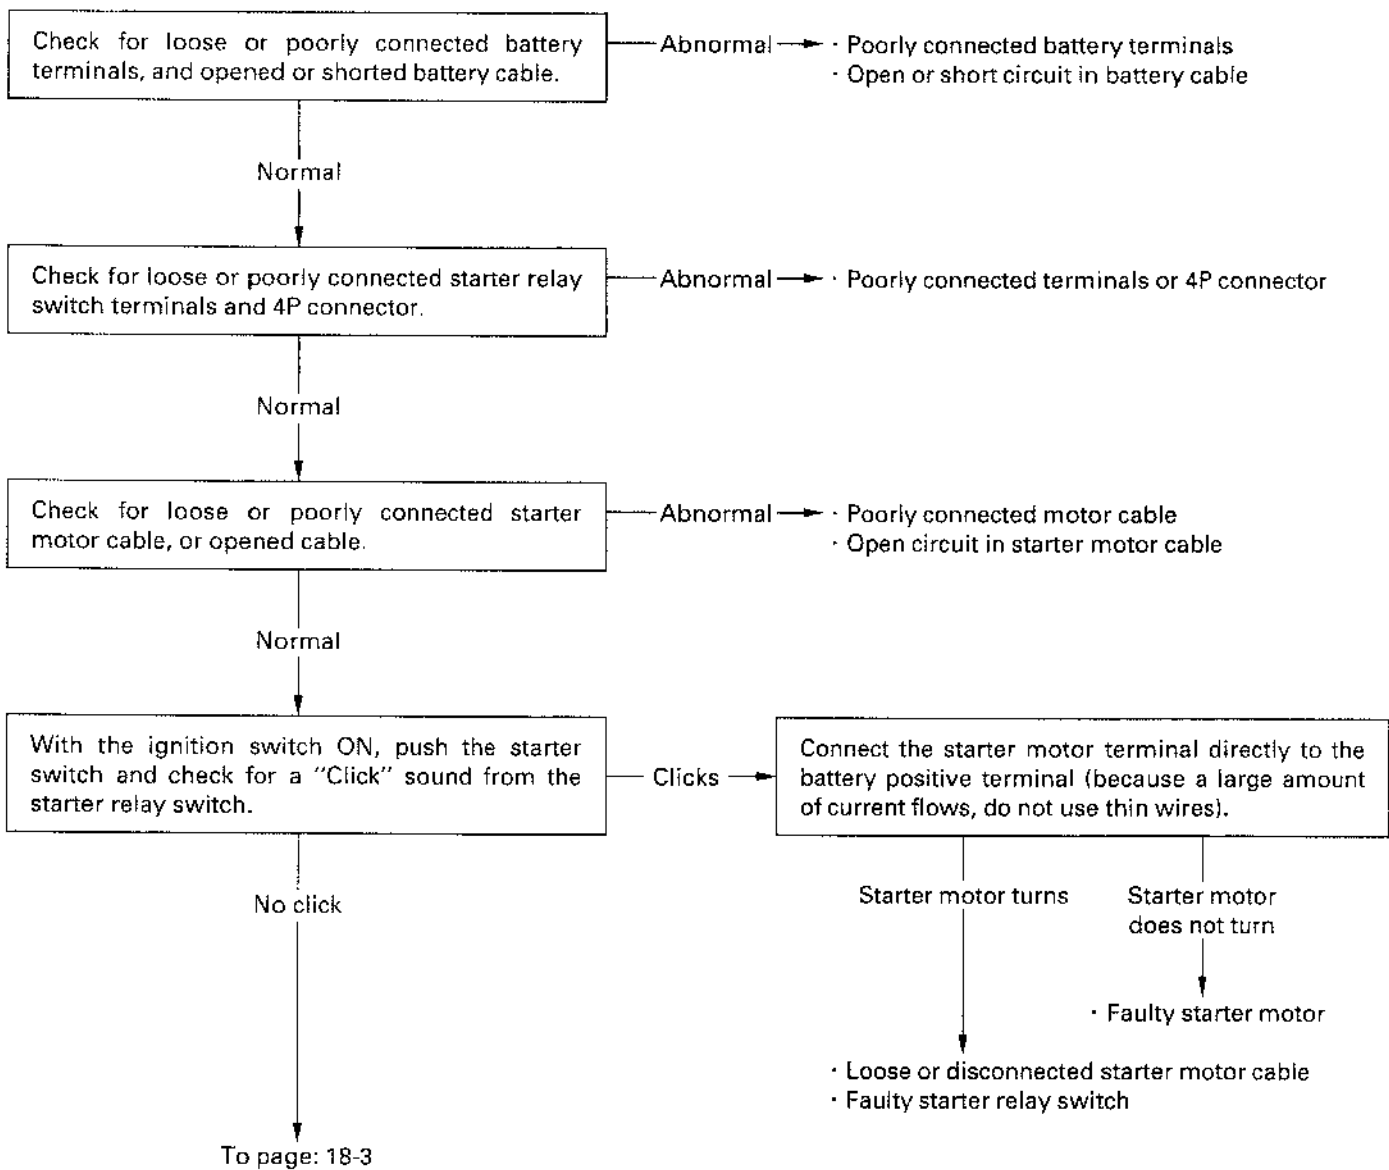 Check for loose or poorly connected battery
terminals, and opened or shorted battery cable.
Abnormal
· Poorly connected battery terminals
· Open or short circuit in battery cable
Normal
Check for loose or poorly connected starter relay
switch terminals and 4P connector.
Abnormal
· Poorly connected terminals or 4P connector
Normal
Check for loose or poorly connected starter
motor cable, or opened cable.
Abnormal
· Poorly connected motor cable
· Open circuit in starter motor cable
Normal
With the ignition switch ON, push the starter
switch and check for a "Click" sound from the
starter relay switch.
Clicks
Connect the starter motor terminal directly to the
battery positive terminal (because a large amount
of current flows, do not use thin wires).
No click
Starter motor turns
Starter motor
does not turn
· Faulty starter motor
· Loose or disconnected starter motor cable
· Faulty starter relay switch
To page: 18-3